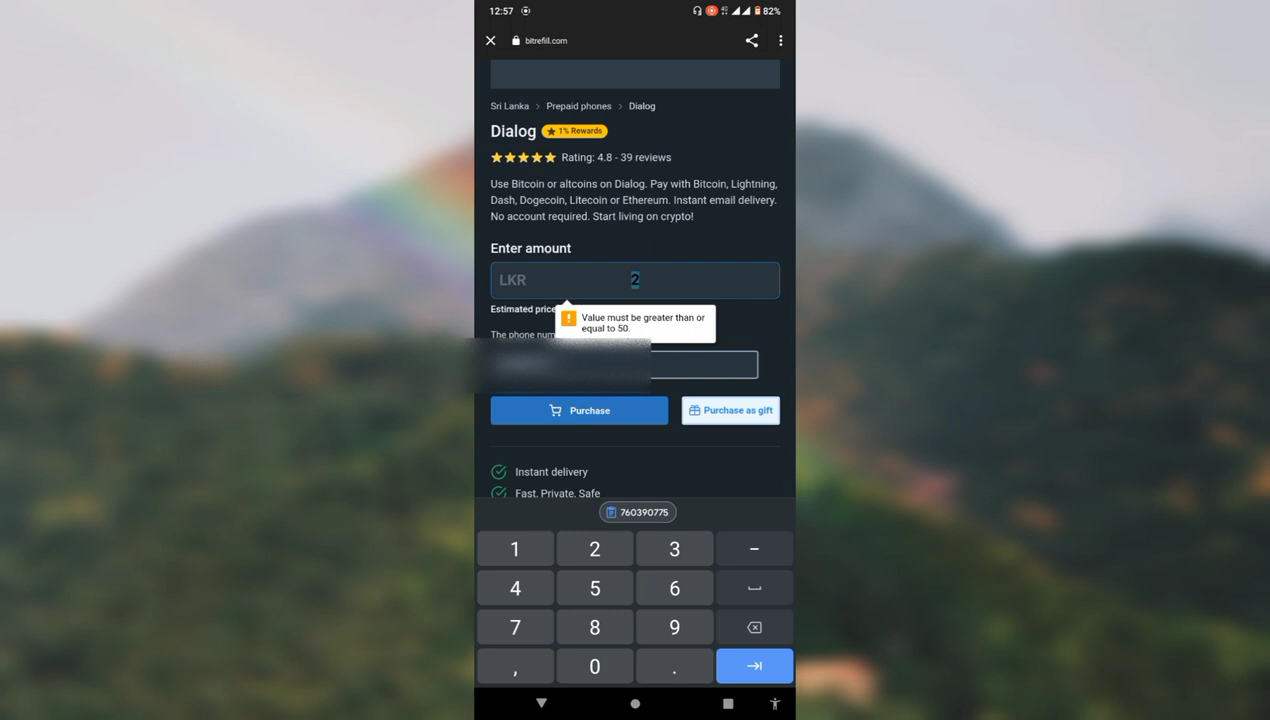 12:57
82%
bitrefill.com
Sri Lanka > Prepaid phones > Dialog
Dialog 1% Rewards
Rating: 4.8 - 39 reviews
Use Bitcoin or altcoins on Dialog. Pay with Bitcoin, Lightning,
Dash, Dogecoin, Litecoin or Ethereum. Instant email delivery.
No account required. Start living on crypto!
Enter amount
LKR 2
Estimated price
Value must be greater than or
equal to 50.
The phone num
Purchase
Purchase as gift
Instant delivery
Fast, Private, Safe
760390775
1 2 3 -
4 5 6
7 8 9
, 0 .